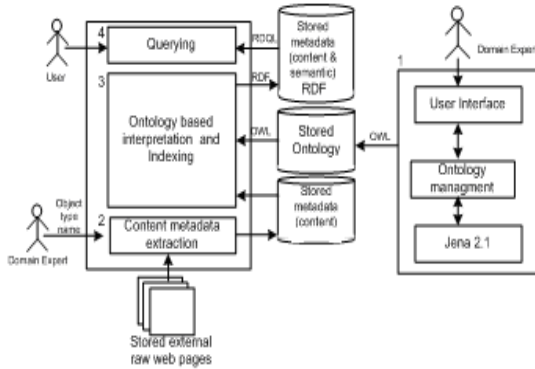 4
Querying
User
RDQL
Stored
metadata
(content &
semantic)
RDF
1
Domain Expert
3
RDF
Ontology based
interpretation and
Indexing
OWL
Stored
Ontology
OWL
User Interface
Ontology
managment
Jena 2.1
Object
type
name
2
Content metadata
extraction
Stored
metadata
(content)
Domain Expert
Stored external
raw web pages